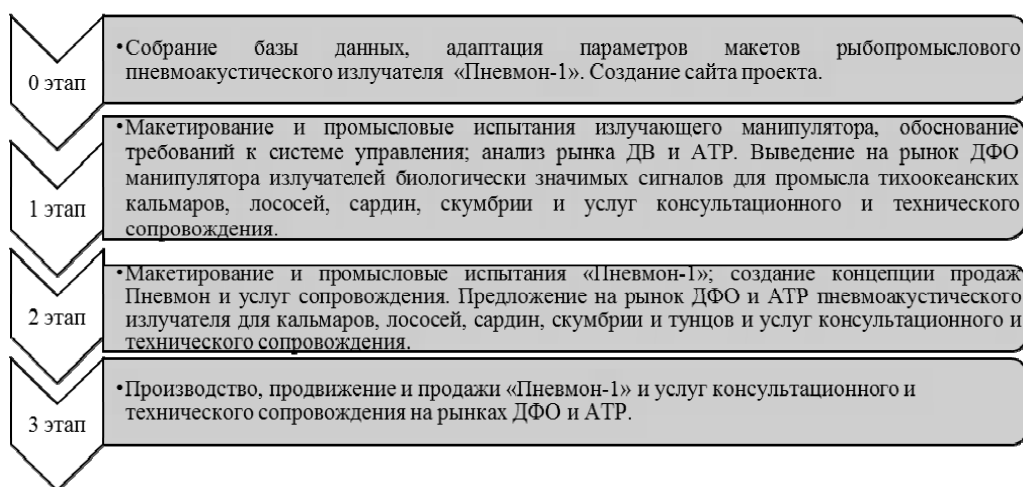 0 этап
•Собрание базы данных, адаптация параметров макетов рыбопромыслового
пневмоакустического излучателя «Пневмон-1». Создание сайта проекта.
1 этап
•Макетирование и промысловые испытания излучающего манипулятора, обоснование
требований к системе управления; анализ рынка ДВ и АТР. Выведение на рынок ДФО
манипулятора излучателей биологически значимых сигналов для промысла тихоокеанских
кальмаров, лососей, сардин, скумбрии и услуг консультационного и технического
сопровождения.
2 этап
•Макетирование и промысловые испытания «Пневмон-1»; создание концепции продаж
Пневмон и услуг сопровождения. Предложение на рынок ДФО и АТР пневмоакустического
излучателя для кальмаров, лососей, сардин, скумбрии и тунцов и услуг консультационного и
технического сопровождения.
3 этап
•Производство, продвижение и продажи «Пневмон-1» и услуг консультационного и
технического сопровождения на рынках ДФО и АТР.